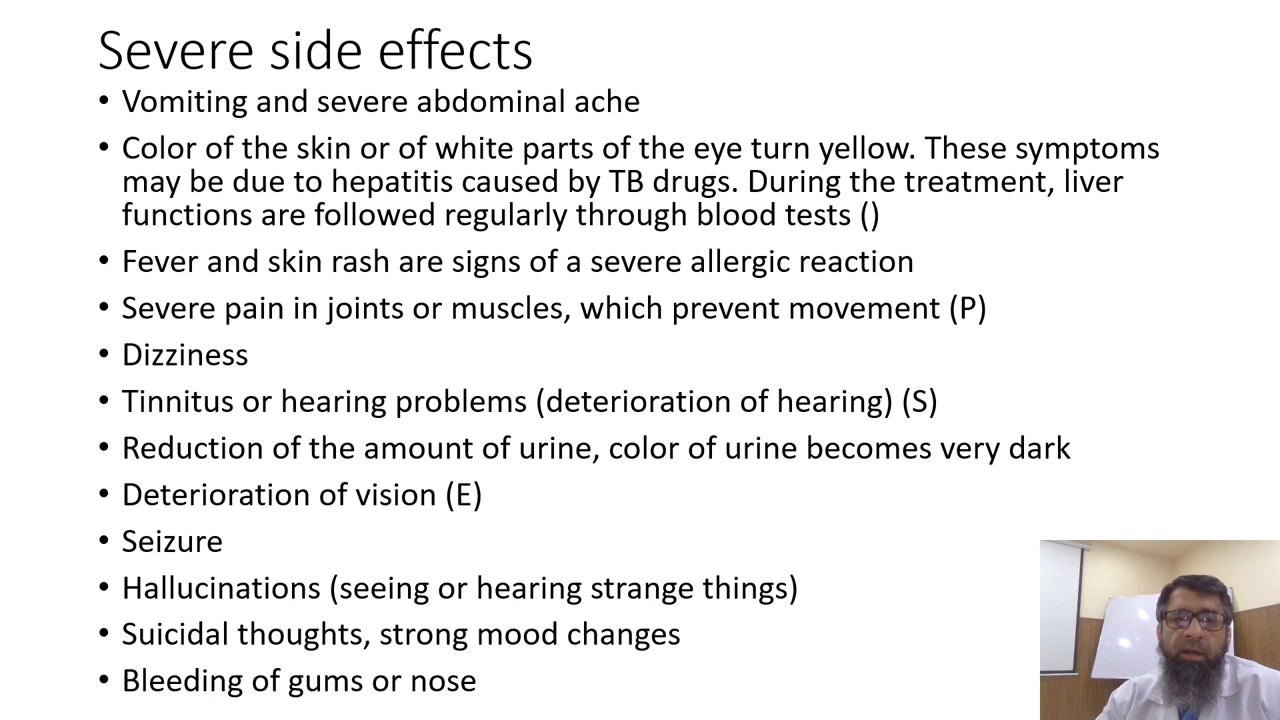 Severe side effects
• Vomiting and severe abdominal ache
• Color of the skin or of white parts of the eye turn yellow. These symptoms
may be due to hepatitis caused by TB drugs. During the treatment, liver
functions are followed regularly through blood tests ()
• Fever and skin rash are signs of a severe allergic reaction
• Severe pain in joints or muscles, which prevent movement (P)
• Dizziness
• Tinnitus or hearing problems (deterioration of hearing) (S)
• Reduction of the amount of urine, color of urine becomes very dark
• Deterioration of vision (E)
• Seizure
• Hallucinations (seeing or hearing strange things)
• Suicidal thoughts, strong mood changes
• Bleeding of gums or nose